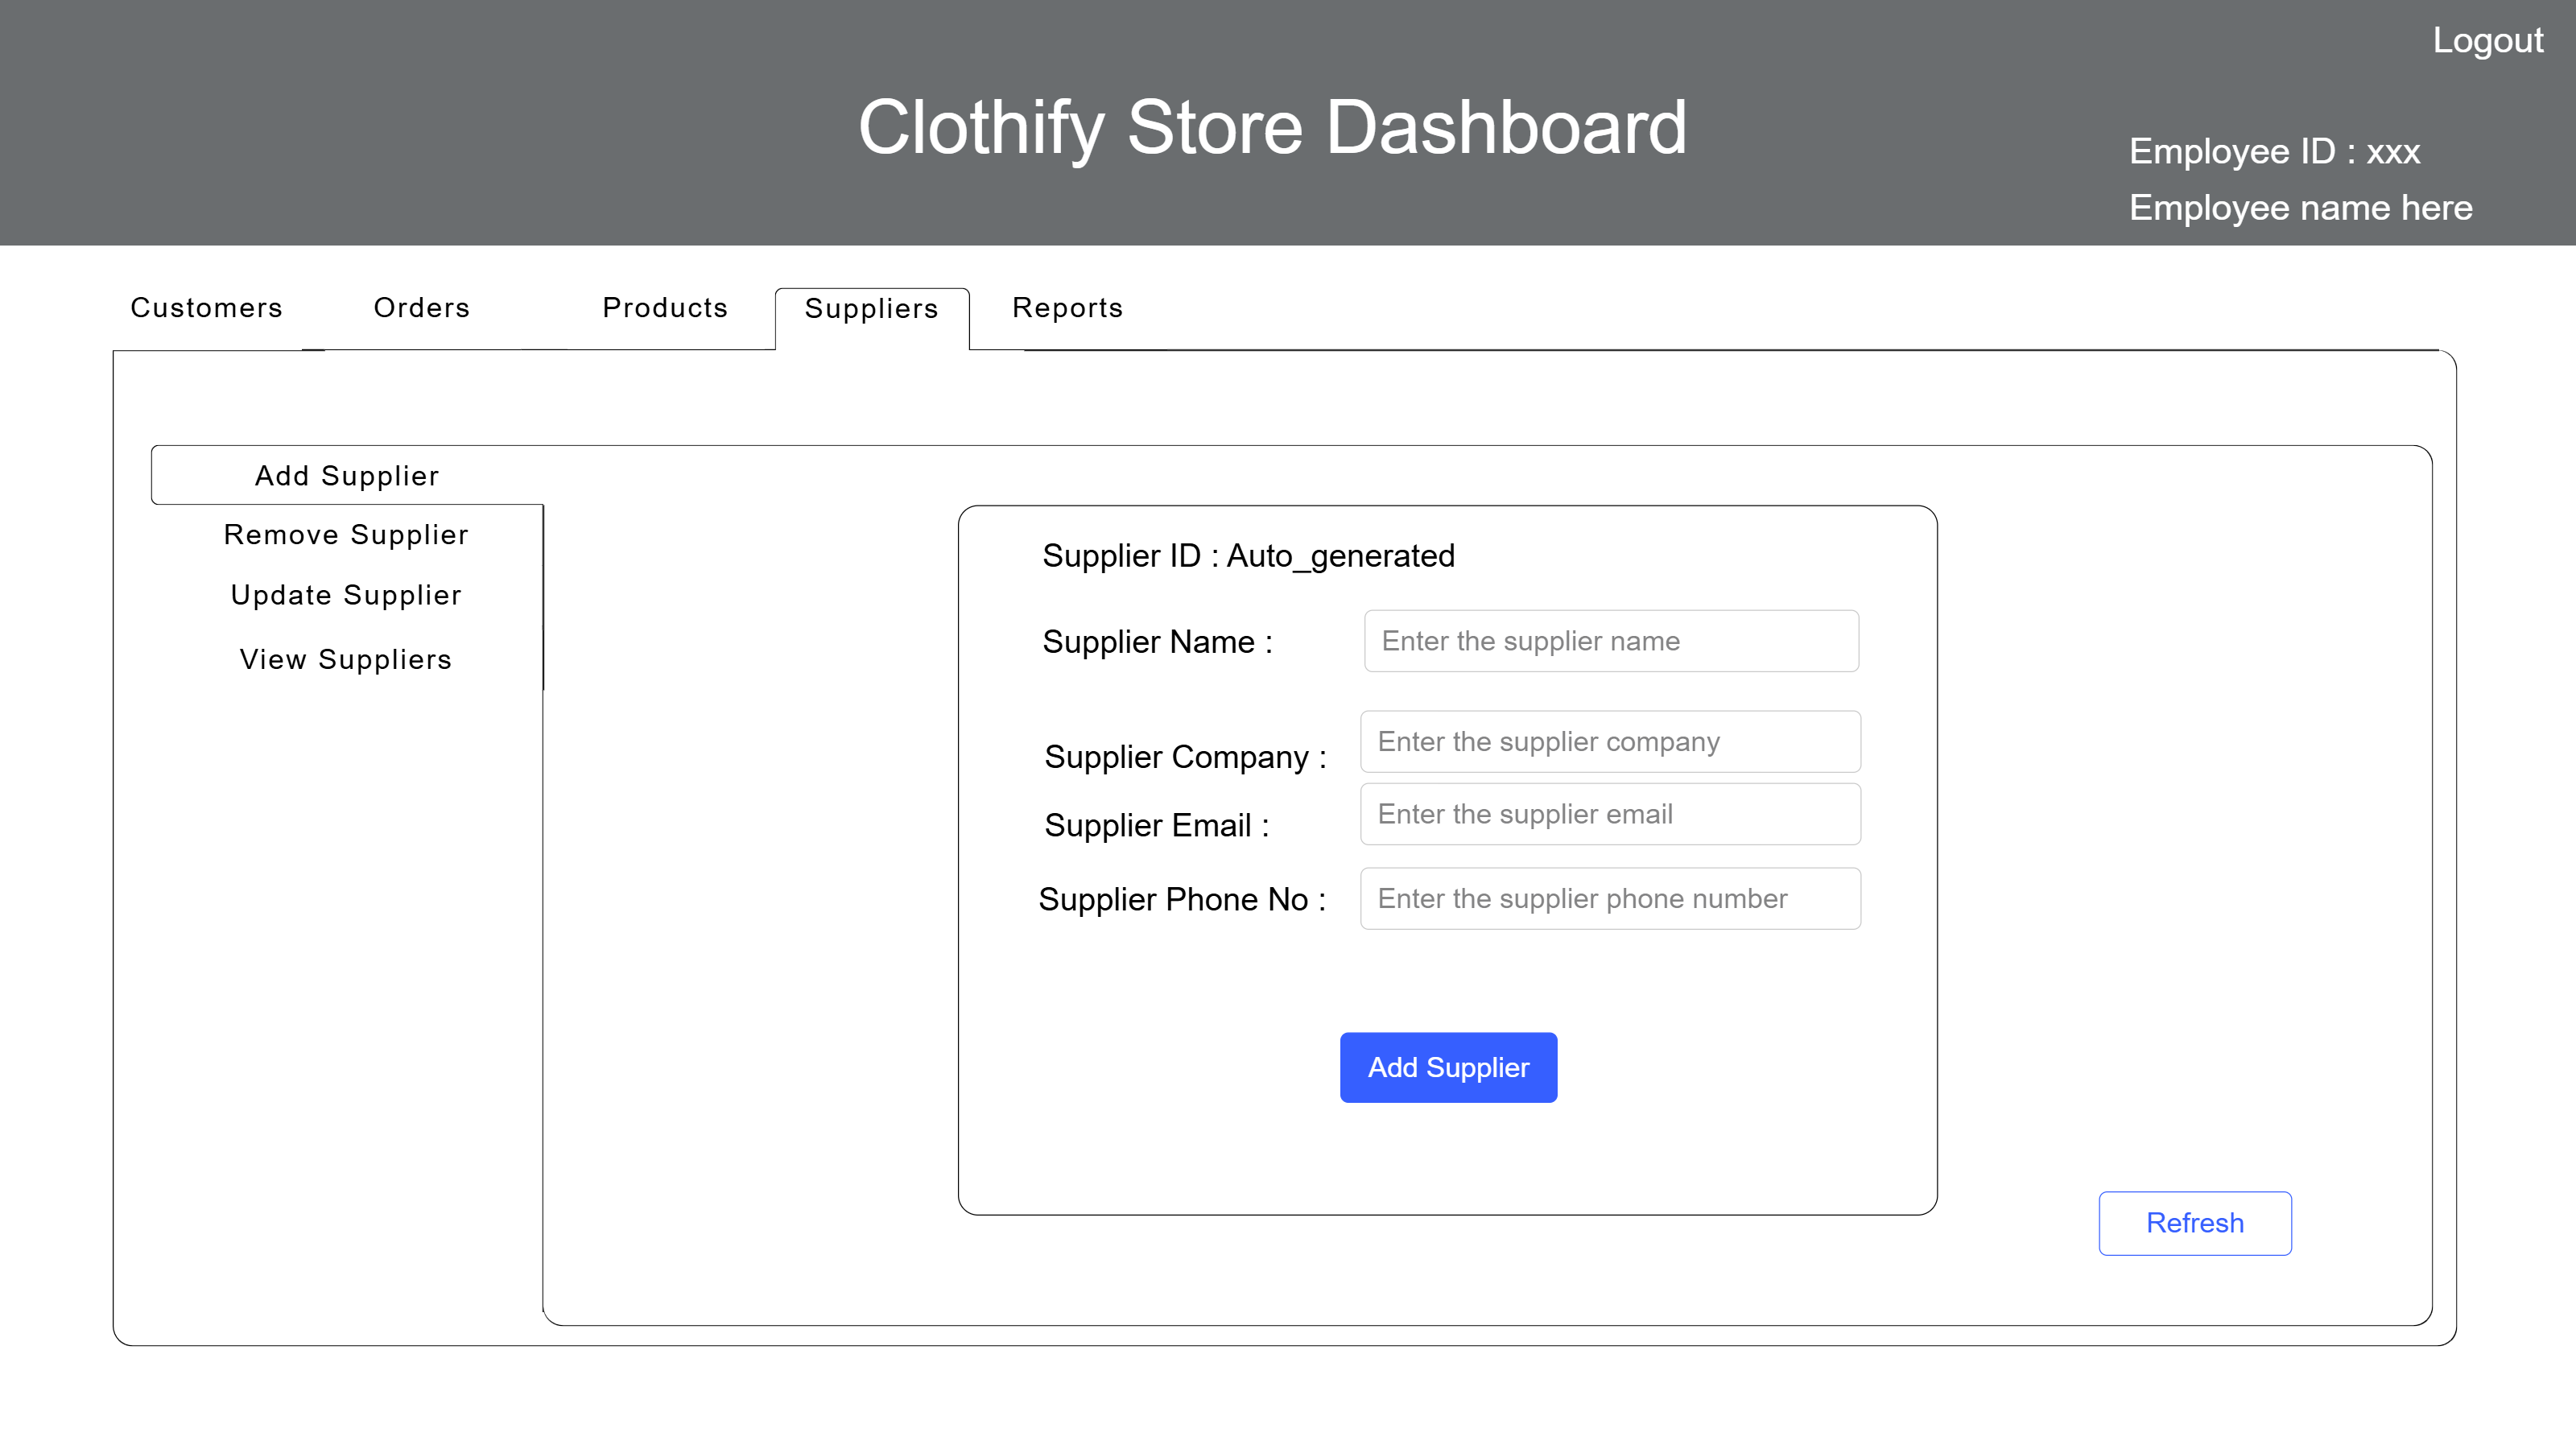 Logout
Clothify Store Dashboard
Employee ID : xxx
Employee name here
Customers Orders Products Suppliers Reports
Add Supplier
Remove Supplier
Update Supplier
View Suppliers
Supplier ID : Auto_generated
Supplier Name : Enter the supplier name
Supplier Company : Enter the supplier company
Supplier Email : Enter the supplier email
Supplier Phone No : Enter the supplier phone number
Add Supplier
Refresh